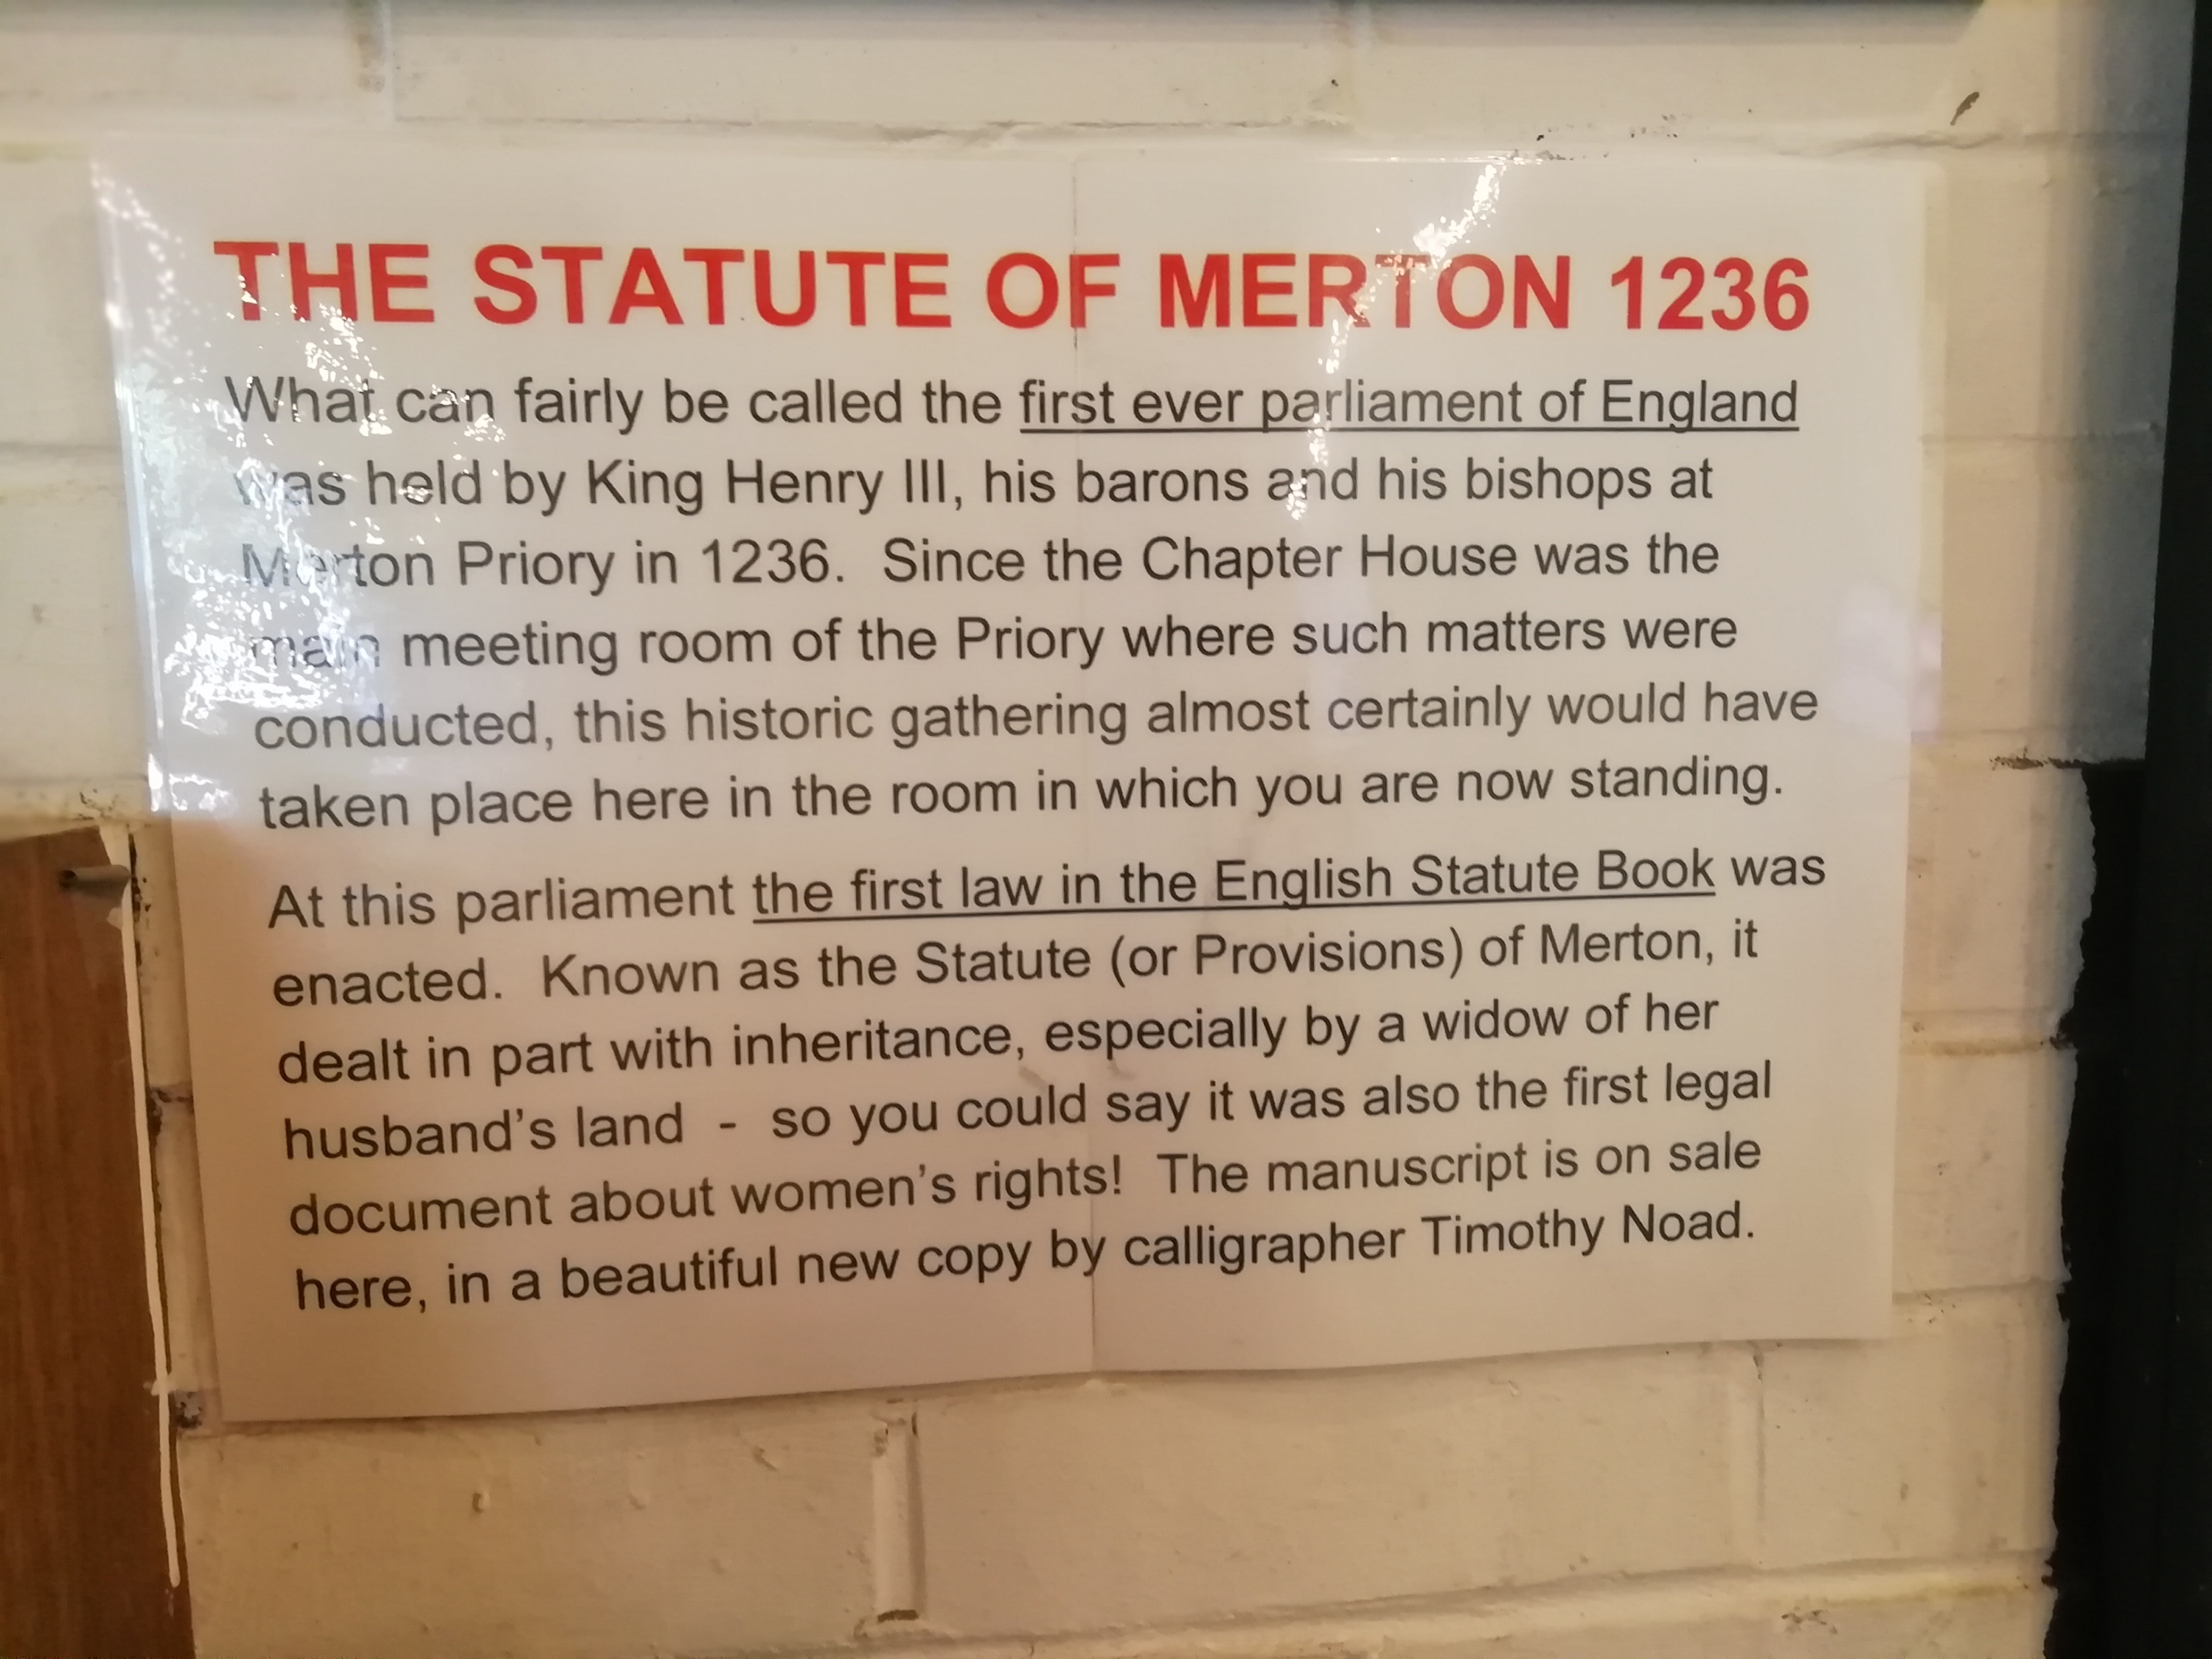 THE STATUTE OF MERTON 1236
What can fairly be called the first ever parliament of England
was held by King Henry III, his barons and his bishops at
Merton Priory in 1236. Since the Chapter House was the
main meeting room of the Priory where such matters were
conducted, this historic gathering almost certainly would have
taken place here in the room in which you are now standing.
At this parliament the first law in the English Statute Book was
enacted. Known as the Statute (or Provisions) of Merton, it
dealt in part with inheritance, especially by a widow of her
husband's land - so you could say it was also the first legal
document about women's rights! The manuscript is on sale
here, in a beautiful new copy by calligrapher Timothy Noad.